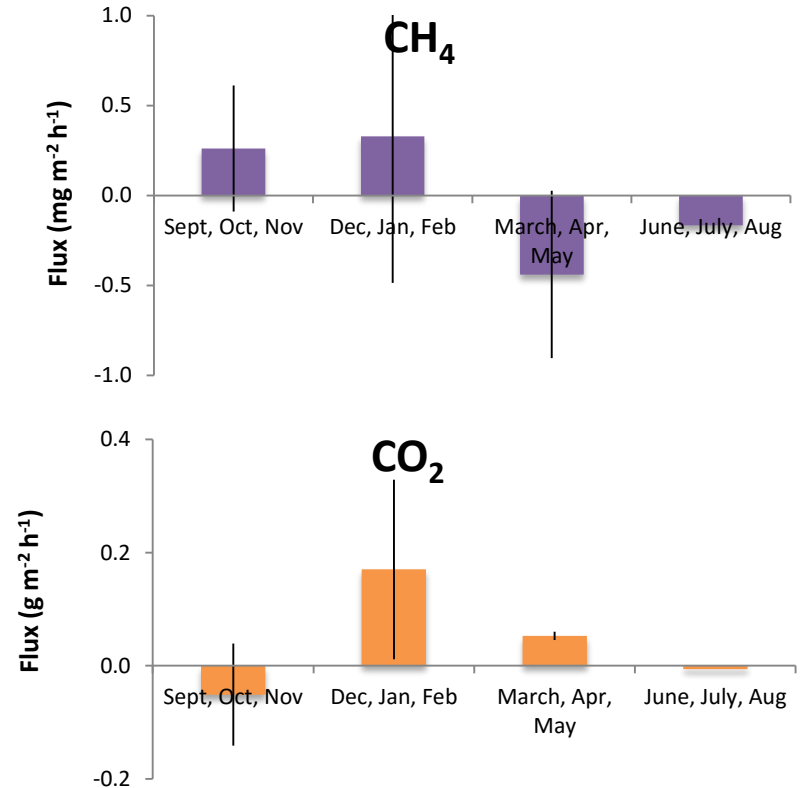 CH₄
Flux (mg m⁻² h⁻¹)
1.0
0.5
0.0
-0.5
-1.0
Sept, Oct, Nov
Dec, Jan, Feb
March, Apr,
May
June, July, Aug
CO₂
Flux (g m⁻² h⁻¹)
0.4
0.2
0.0
-0.2
Sept, Oct, Nov
Dec, Jan, Feb
March, Apr,
May
June, July, Aug